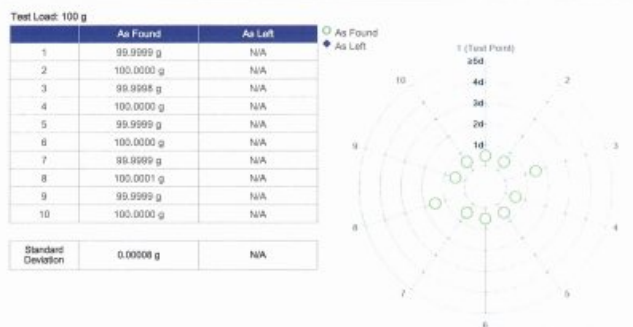 Test Load: 100 g
As Found As Left
1 99.9999 g N/A
2 100.0000 g N/A
3 99.9998 g N/A
4 100.0000 g N/A
5 99.9999 g N/A
6 100.0000 g N/A
7 99.9999 g N/A
8 100.0001 g N/A
9 99.9999 g N/A
10 100.0000 g N/A
Standard
Deviation 0.00008 g N/A
As Found
As Left
1 (Test Point)
≥5d
4d
3d
2d
1d
2
3
4
5
6
7
8
9
10